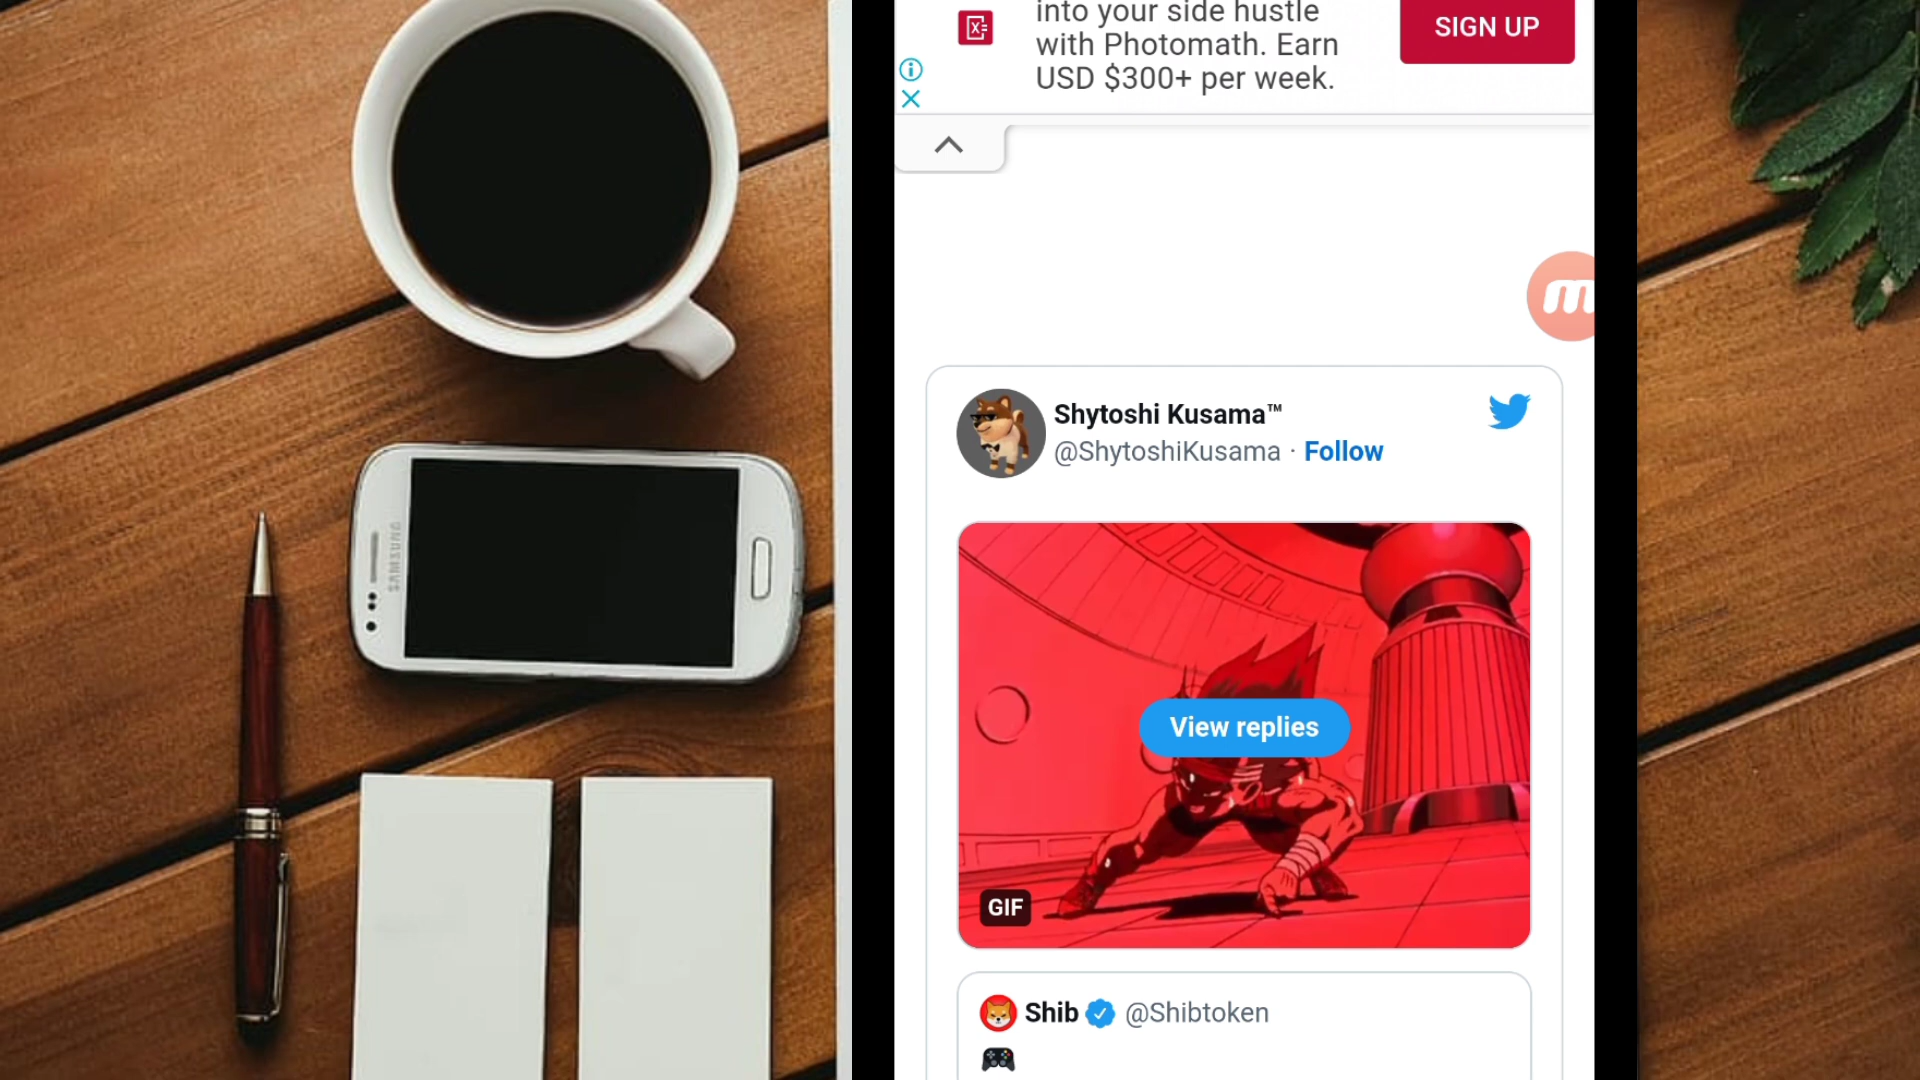 SAMSUNG
into your side hustle
with Photomath. Earn
USD $300+ per week.
SIGN UP
m
Shytoshi Kusama™
@ShytoshiKusama · Follow
View replies
GIF
Shib @Shibtoken